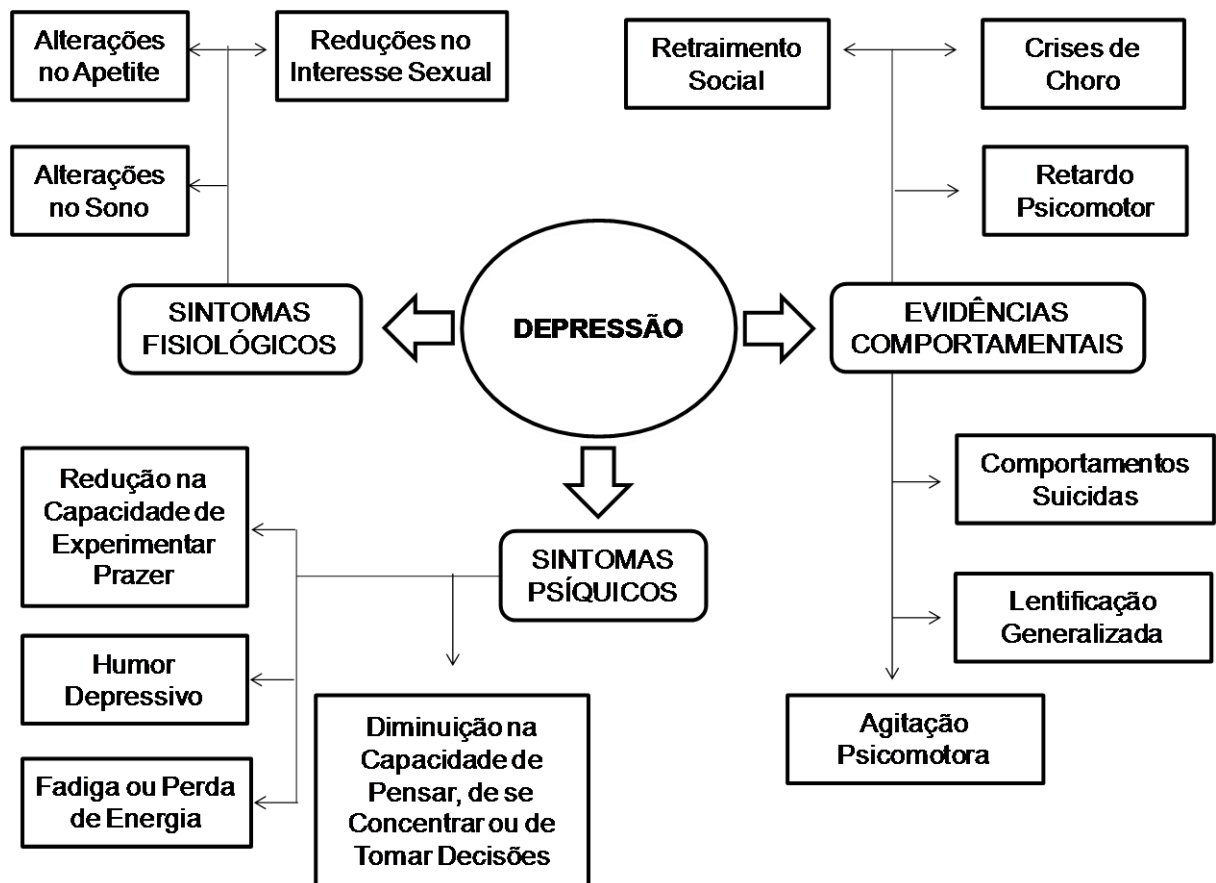 Alterações
no Apetite
Reduções no
Interesse Sexual
Alterações
no Sono
SINTOMAS
FISIOLÓGICOS
DEPRESSÃO
Retraimento
Social
Crises de
Choro
Retardo
Psicomotor
EVIDÊNCIAS
COMPORTAMENTAIS
Comportamentos
Suicidas
Lentificação
Generalizada
Agitação
Psicomotora
SINTOMAS
PSÍQUICOS
Redução na
Capacidade de
Experimentar
Prazer
Humor
Depressivo
Fadiga ou Perda
de Energia
Diminuição na
Capacidade de
Pensar, de se
Concentrar ou de
Tomar Decisões